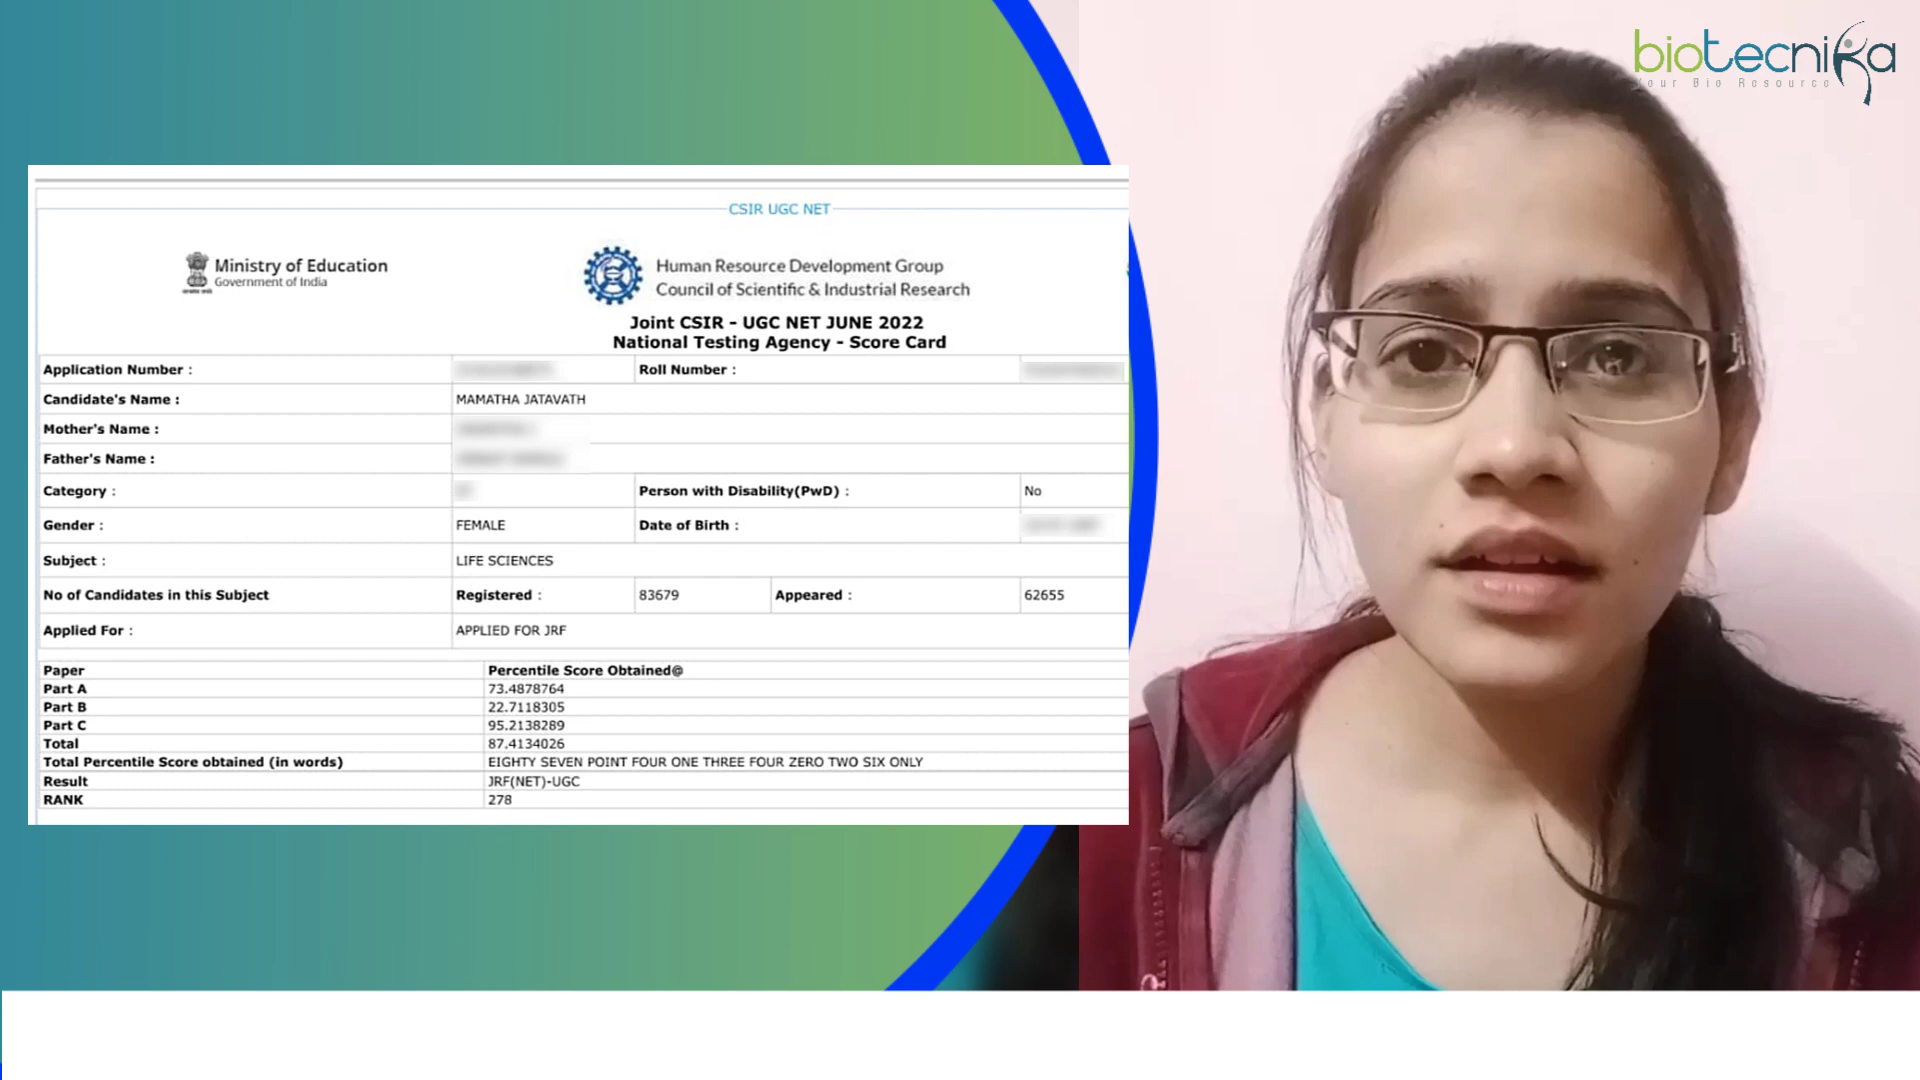 biotecnika
Your Bio Resource
CSIR UGC NET
Ministry of Education
Government of India
Human Resource Development Group
Council of Scientific & Industrial Research
Joint CSIR - UGC NET JUNE 2022
National Testing Agency - Score Card
Application Number : Roll Number :
Candidate's Name : MAMATHA JATAVATH
Mother's Name :
Father's Name :
Category : Person with Disability(PwD) : No
Gender : FEMALE Date of Birth :
Subject : LIFE SCIENCES
No of Candidates in this Subject Registered : 83679 Appeared : 62655
Applied For : APPLIED FOR JRF
Paper Percentile Score Obtained@
Part A 73.4878764
Part B 22.7118305
Part C 95.2138289
Total 87.4134026
Total Percentile Score obtained (in words) EIGHTY SEVEN POINT FOUR ONE THREE FOUR ZERO TWO SIX ONLY
Result JRF(NET)-UGC
RANK 278